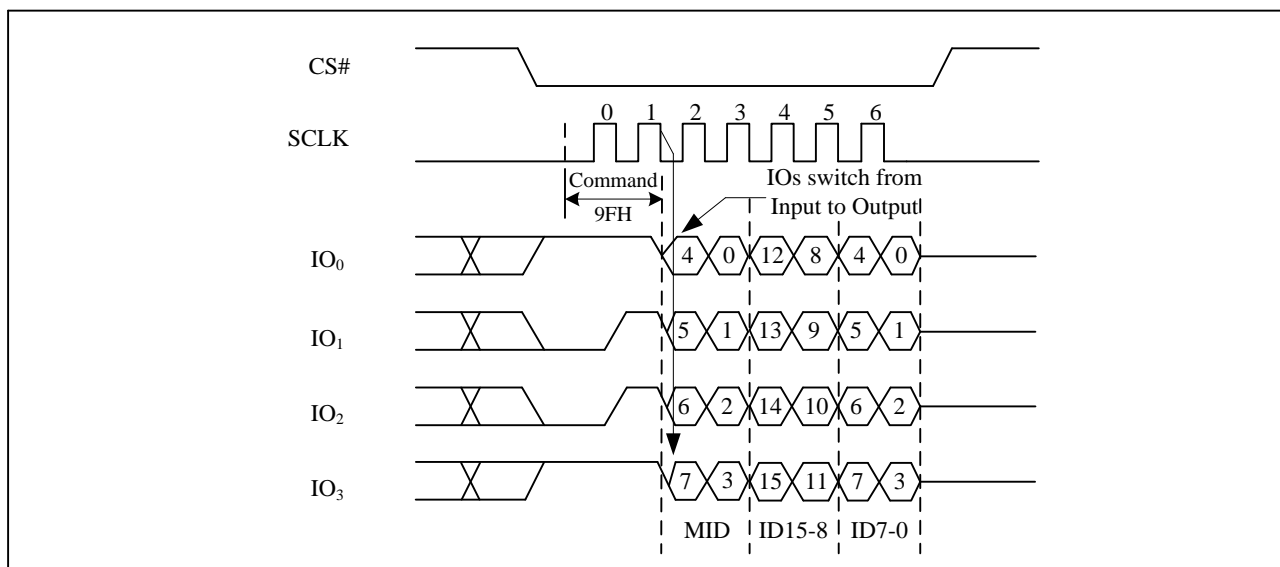 CS#
0 1 2 3 4 5 6
SCLK
Command
9FH
IOs switch from
Input to Output
IO0 4 0 12 8 4 0
IO1 5 1 13 9 5 1
IO2 6 2 14 10 6 2
IO3 7 3 15 11 7 3
MID ID15-8 ID7-0